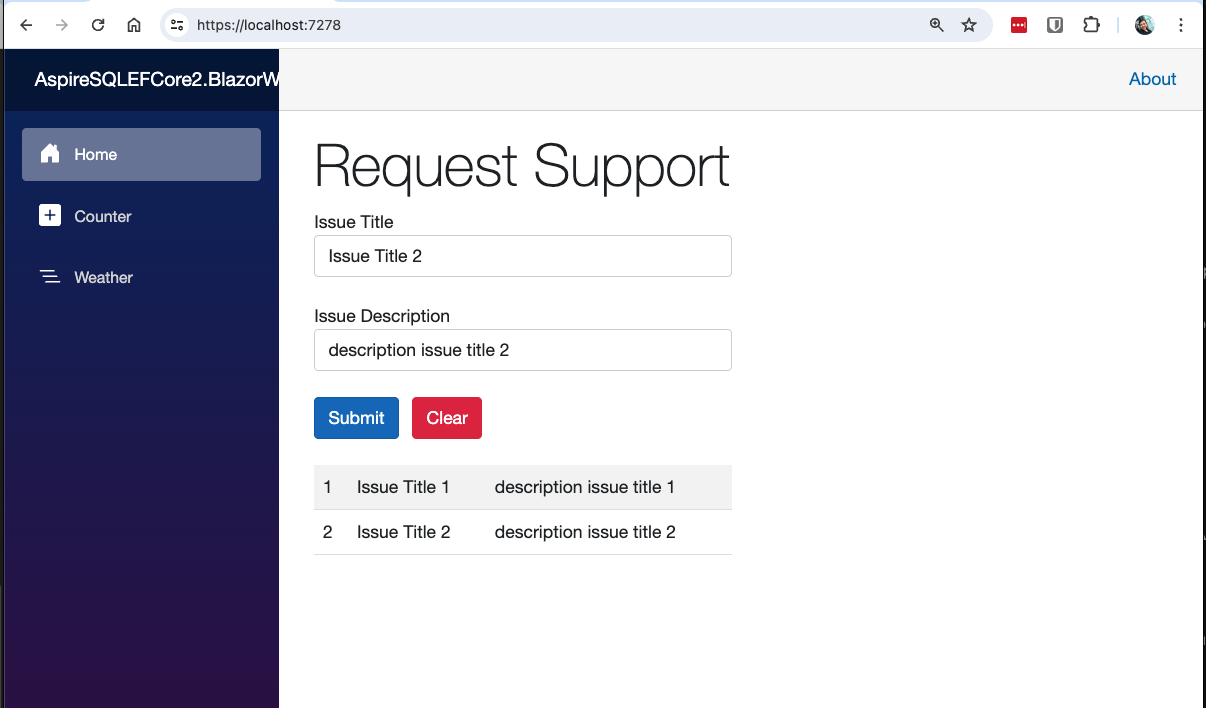 https://localhost:7278
AspireSQLEFCore2.BlazorW
About
Home
Counter
Weather
Request Support
Issue Title
Issue Title 2
Issue Description
description issue title 2
Submit Clear
1 Issue Title 1 description issue title 1
2 Issue Title 2 description issue title 2